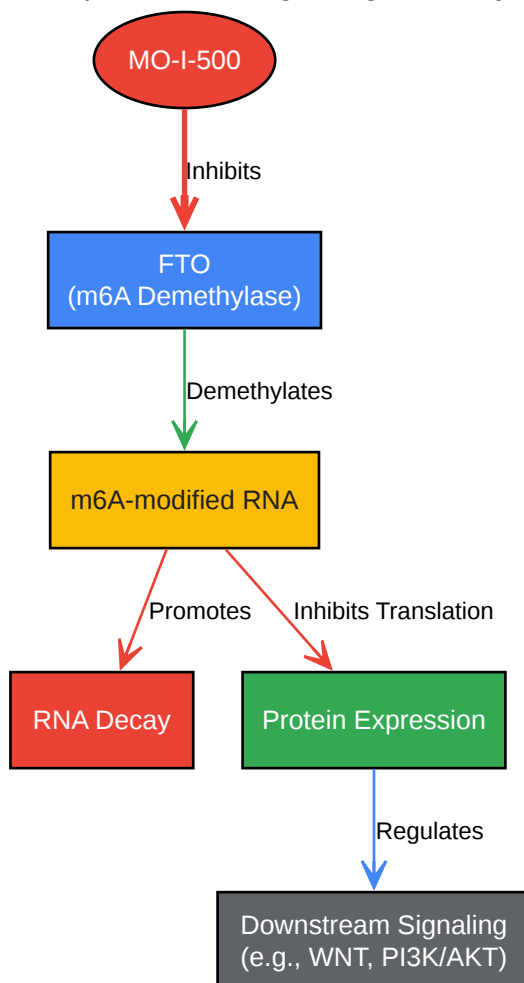 MO-I-500
Inhibits
FTO
(m6A Demethylase)
Demethylates
m6A-modified RNA
Promotes
Inhibits Translation
RNA Decay
Protein Expression
Regulates
Downstream Signaling
(e.g., WNT, PI3K/AKT)